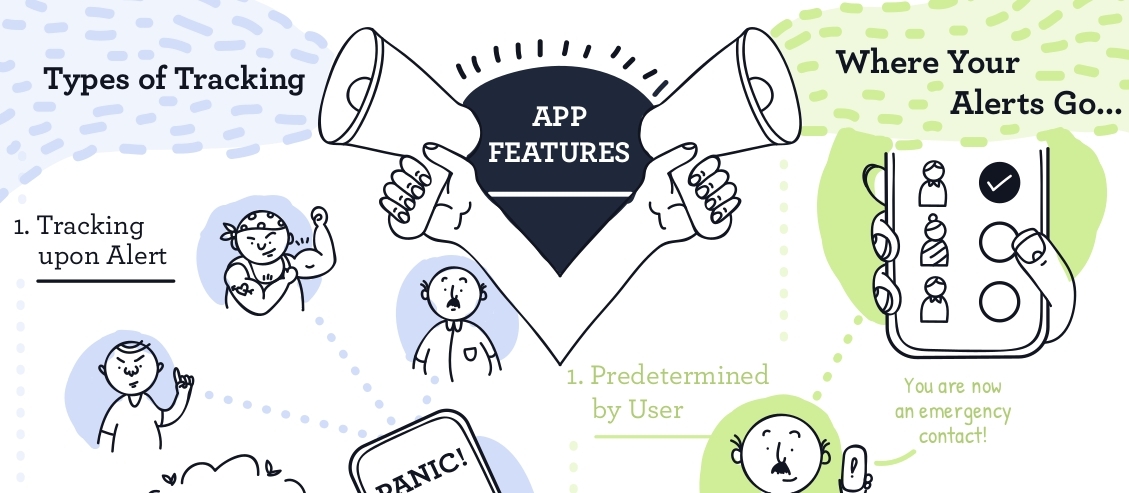 Types of Tracking
APP
FEATURES
Where Your
Alerts Go...
1. Tracking
upon Alert
PANIC!
1. Predetermined
by User
You are now
an emergency
contact!
!